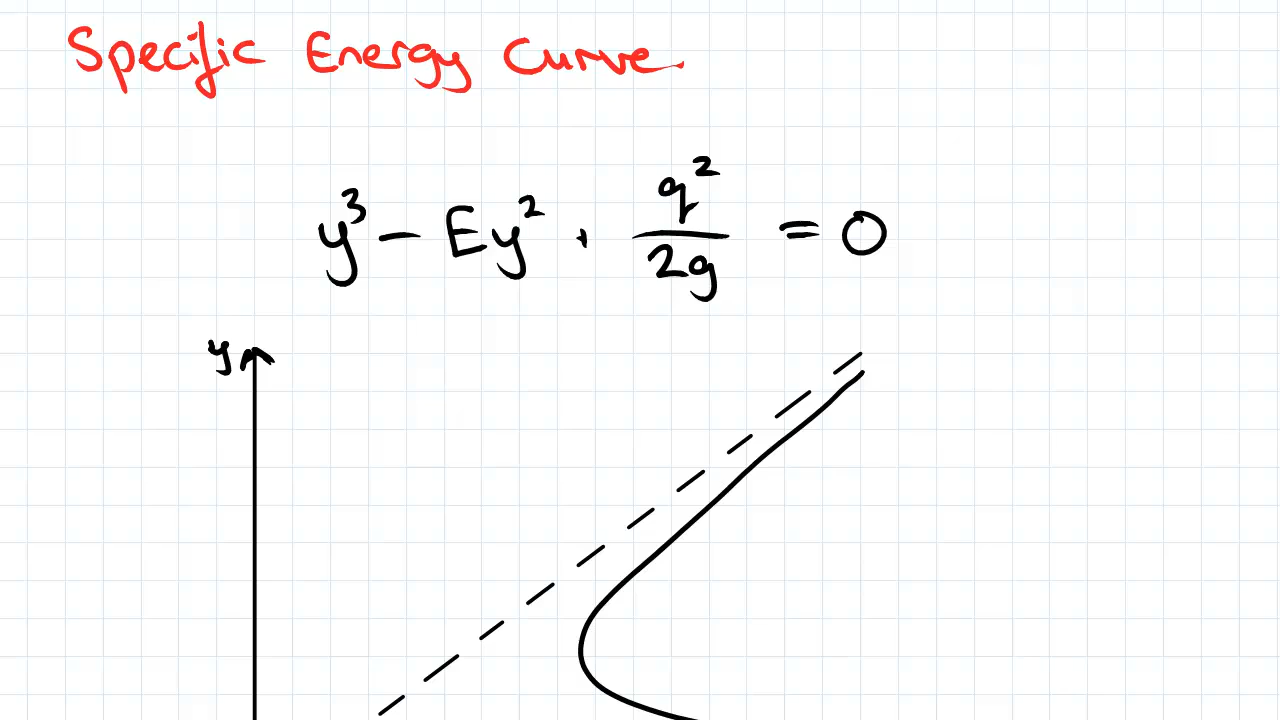 Specific Energy Curve.
y³ - Ey² + q²/2g = 0
y